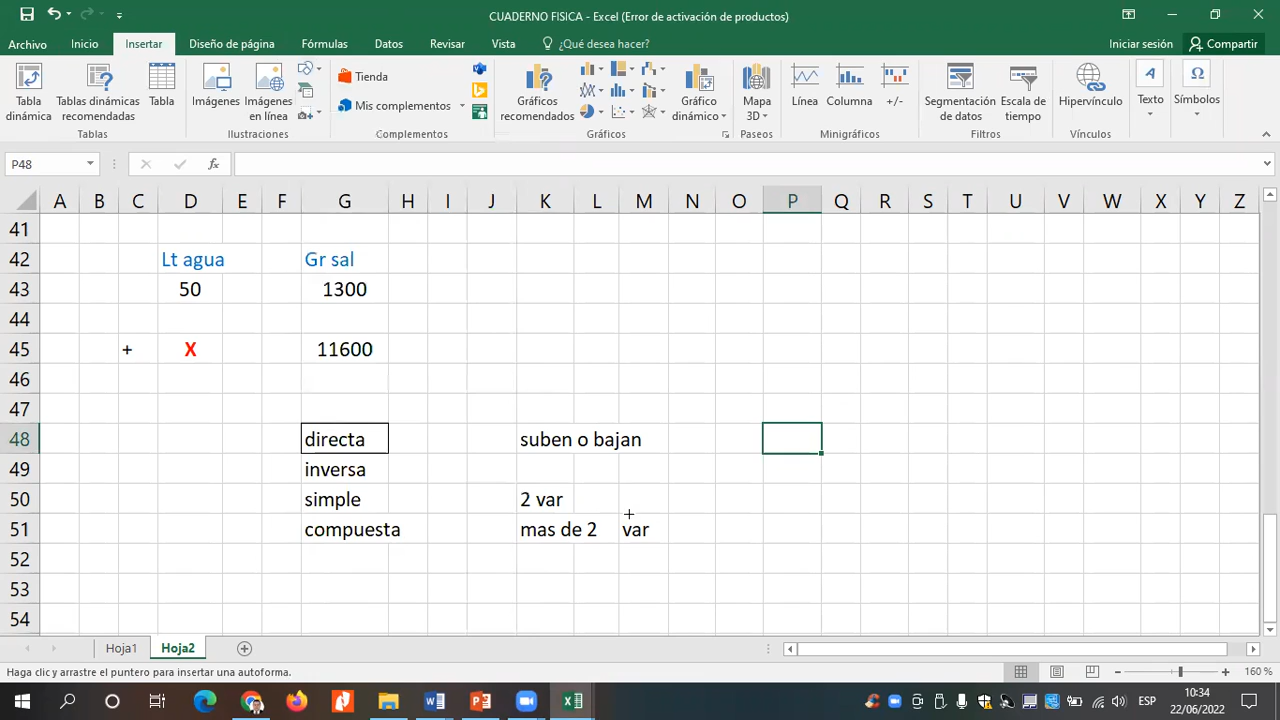 CUADERNO FISICA - Excel (Error de activación de productos)
Archivo Inicio Insertar Diseño de página Fórmulas Datos Revisar Vista ¿Qué desea hacer? Iniciar sesión Compartir
Tabla dinámica
Tablas dinámicas recomendadas
Tabla
Tablas
Imágenes
Imágenes en línea
Ilustraciones
Tienda
Mis complementos
Complementos
Gráficos recomendados
Gráfico dinámico
Gráficos
Mapa 3D
Paseos
Línea
Columna
+/-
Minigráficos
Segmentación de datos
Escala de tiempo
Filtros
Hipervínculo
Vínculos
Texto
Símbolos
P48 fx
A B C D E F G H I J K L M N O P Q R S T U V W X Y Z
41
42 Lt agua Gr sal
43 50 1300
44
45 + X 11600
46
47
48 directa suben o bajan
49 inversa
50 simple 2 var
51 compuesta mas de 2 var
52
53
54
Hoja1 Hoja2
Haga clic y arrastre el puntero para insertar una autoforma. 160 %
ESP 10:34
22/06/2022